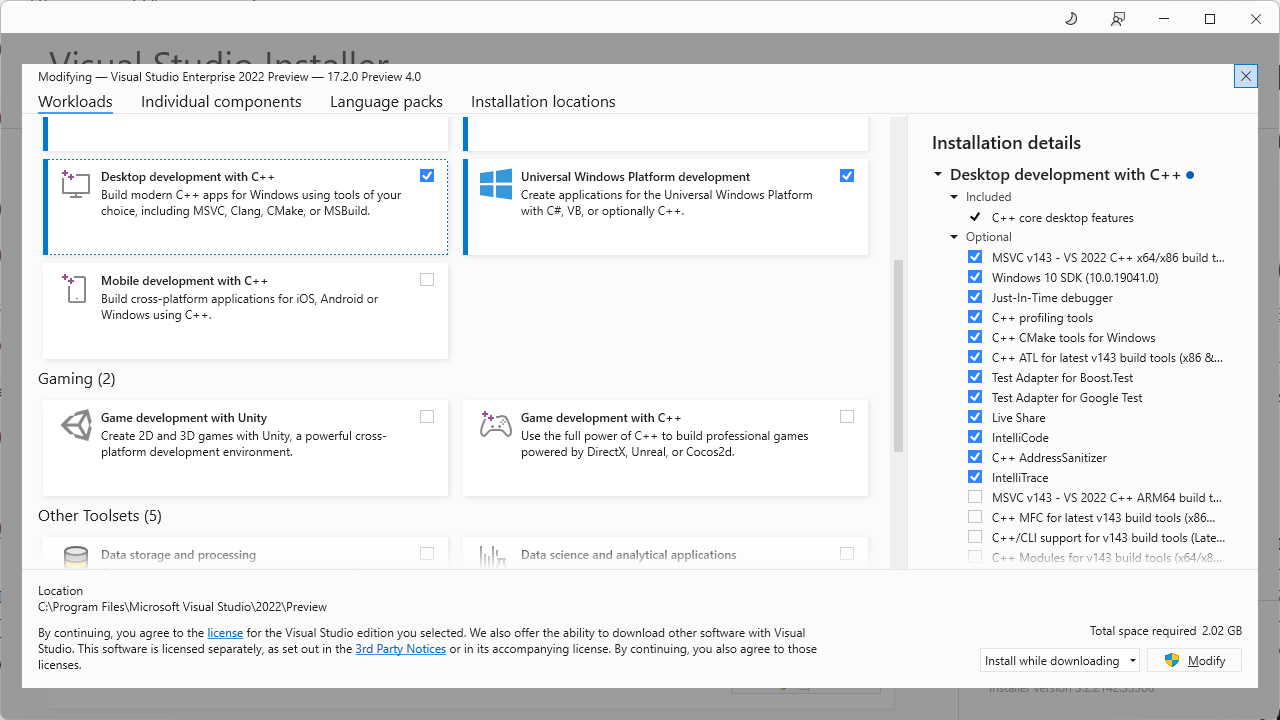 Visual Studio Installer
Modifying — Visual Studio Enterprise 2022 Preview — 17.2.0 Preview 4.0
Workloads
Individual components
Language packs
Installation locations
Desktop development with C++
Build modern C++ apps for Windows using tools of your
choice, including MSVC, Clang, CMake, or MSBuild.
Universal Windows Platform development
Create applications for the Universal Windows Platform
with C#, VB, or optionally C++.
Mobile development with C++
Build cross-platform applications for iOS, Android or
Windows using C++.
Gaming (2)
Game development with Unity
Create 2D and 3D games with Unity, a powerful cross-
platform development environment.
Game development with C++
Use the full power of C++ to build professional games
powered by DirectX, Unreal, or Cocos2d.
Other Toolsets (5)
Data storage and processing
Data science and analytical applications
Installation details
Desktop development with C++
Included
C++ core desktop features
Optional
MSVC v143 - VS 2022 C++ x64/x86 build t...
Windows 10 SDK (10.0.19041.0)
Just-In-Time debugger
C++ profiling tools
C++ CMake tools for Windows
C++ ATL for latest v143 build tools (x86 &...
Test Adapter for Boost.Test
Test Adapter for Google Test
Live Share
IntelliCode
C++ AddressSanitizer
IntelliTrace
MSVC v143 - VS 2022 C++ ARM64 build t...
C++ MFC for latest v143 build tools (x86...
C++/CLI support for v143 build tools (Late...
C++ Modules for v143 build tools (x64/x8...
Location
C:\Program Files\Microsoft Visual Studio\2022\Preview
By continuing, you agree to the license for the Visual Studio edition you selected. We also offer the ability to download other software with Visual
Studio. This software is licensed separately, as set out in the 3rd Party Notices or in its accompanying license. By continuing, you also agree to those
licenses.
Total space required 2.02 GB
Install while downloading
Modify